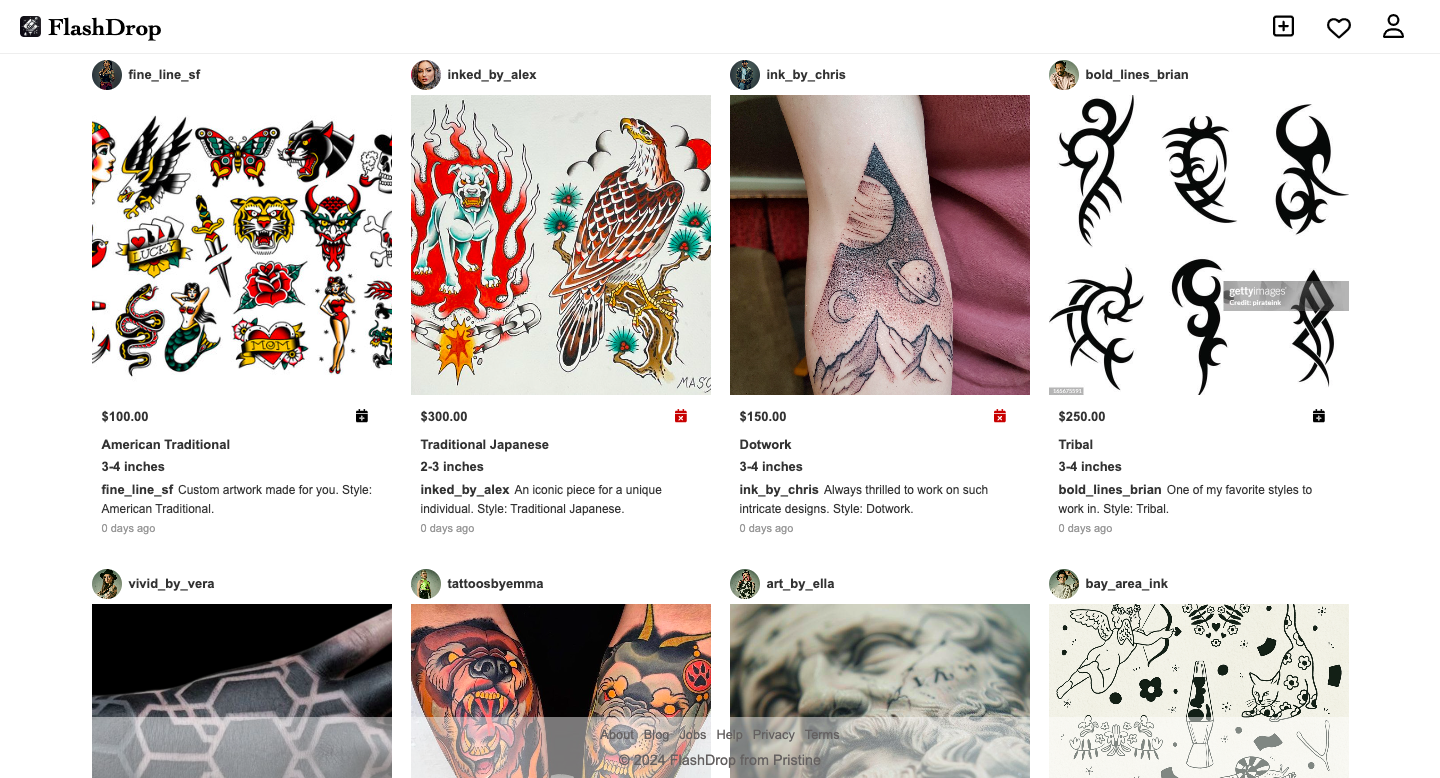 FlashDrop
fine_line_sf
inked_by_alex
ink_by_chris
bold_lines_brian
LUCKY
MOM
gettyimages
Credit: pirateink
165675191
$100.00
$300.00
$150.00
$250.00
American Traditional
Traditional Japanese
Dotwork
Tribal
3-4 inches
2-3 inches
3-4 inches
3-4 inches
fine_line_sf Custom artwork made for you. Style:
American Traditional.
inked_by_alex An iconic piece for a unique
individual. Style: Traditional Japanese.
ink_by_chris Always thrilled to work on such
intricate designs. Style: Dotwork.
bold_lines_brian One of my favorite styles to
work in. Style: Tribal.
0 days ago
0 days ago
0 days ago
0 days ago
vivid_by_vera
tattoosbyemma
art_by_ella
bay_area_ink
About Blog Jobs Help Privacy Terms
© 2024 FlashDrop from Pristine